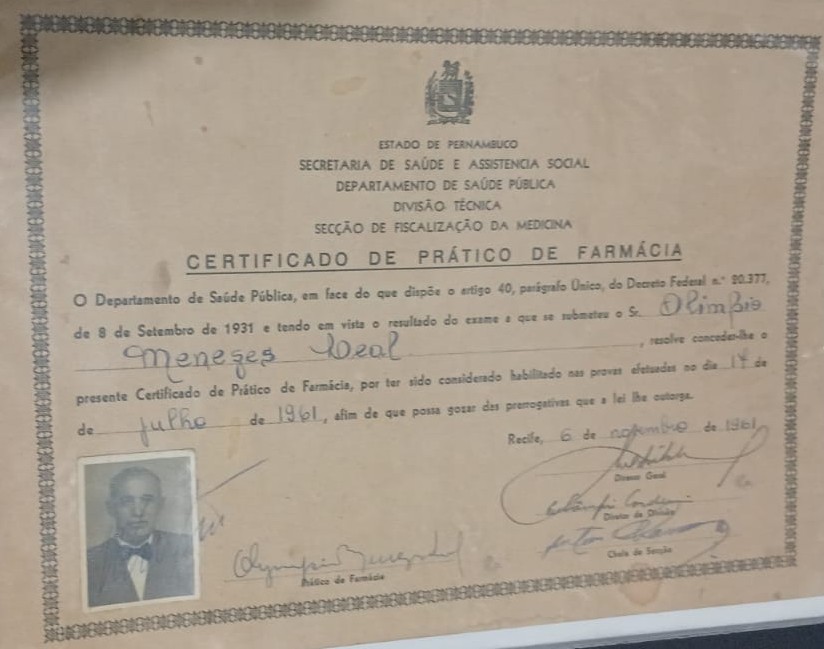 ESTADO DE PERNAMBUCO
SECRETARIA DE SAÚDE E ASSISTENCIA SOCIAL
DEPARTAMENTO DE SAÚDE PÚBLICA
DIVISÃO TÉCNICA
SECÇÃO DE FISCALIZAÇÃO DA MEDICINA
CERTIFICADO DE PRÁTICO DE FARMÁCIA
O Departamento de Saúde Pública, em face do que dispõe o artigo 40, parágrafo Único, do Decreto Federal n.º 20.377,
de 8 de Setembro de 1931 e tendo em vista o resultado do exame a que se submeteu o Sr. Olimpio
Menezes Leal, resolve conceder-lhe o
presente Certificado de Prático de Farmácia, por ter sido considerado habilitado nas provas efetuadas no dia de
de julho de 1961, afim de que possa gozar das prerrogativas que a lei lhe outorga.
Recife, 6 de novembro de 1961
Diretor Geral
Diretor da Divisão
Chefe da Secção
Prático de Farmácia